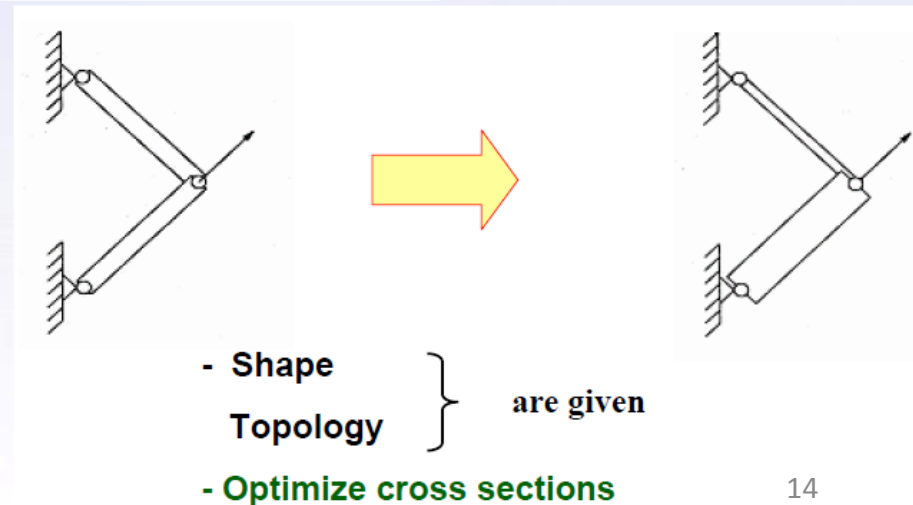 - Shape
Topology
are given
- Optimize cross sections
14